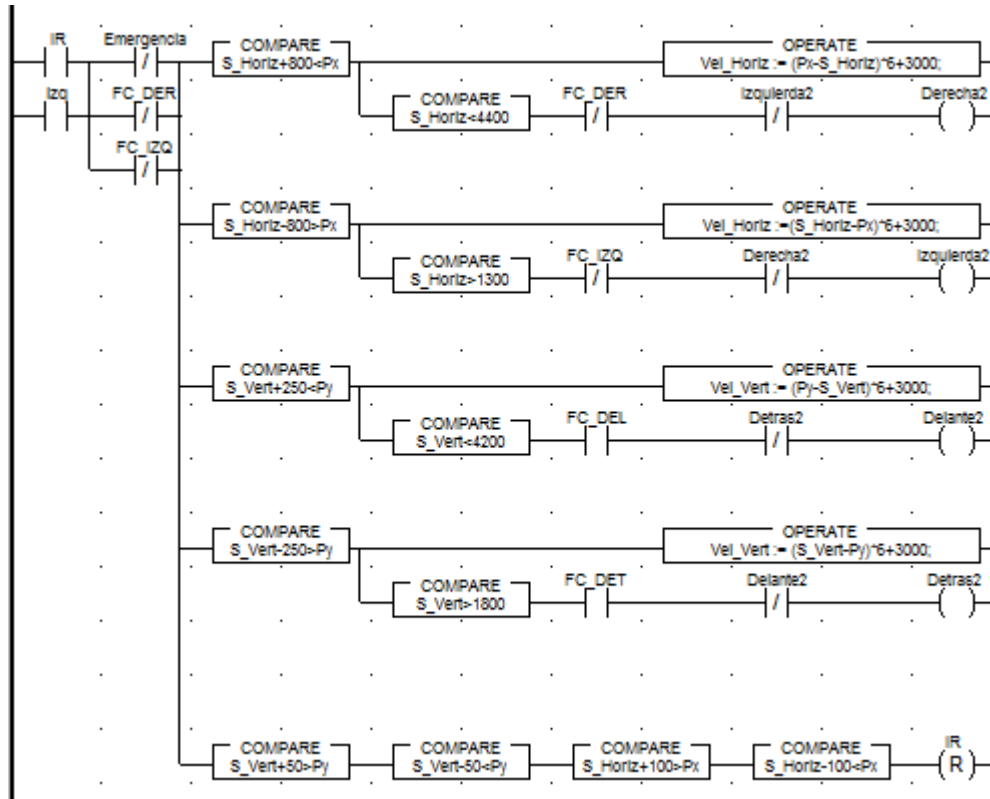 IR Emergencia COMPARE OPERATE
S_Horiz+800<Px Vel_Horiz := (Px-S_Horiz)*6+3000;
Izq FC_DER COMPARE FC_DER Izquierda2 Derecha2
S_Horiz<4400
FC_IZQ
COMPARE OPERATE
S_Horiz-800>Px Vel_Horiz :=(S_Horiz-Px)*6+3000;
COMPARE FC_IZQ Derecha2 Izquierda2
S_Horiz>1300
COMPARE OPERATE
S_Vert+250<Py Vel_Vert := (Py-S_Vert)*6+3000;
COMPARE FC_DEL Detras2 Delante2
S_Vert<4200
COMPARE OPERATE
S_Vert-250>Py Vel_Vert := (S_Vert-Py)*6+3000;
COMPARE FC_DET Delante2 Detras2
S_Vert>1800
COMPARE COMPARE COMPARE COMPARE IR
S_Vert+50>Py S_Vert-50<Py S_Horiz+100>Px S_Horiz-100<Px R